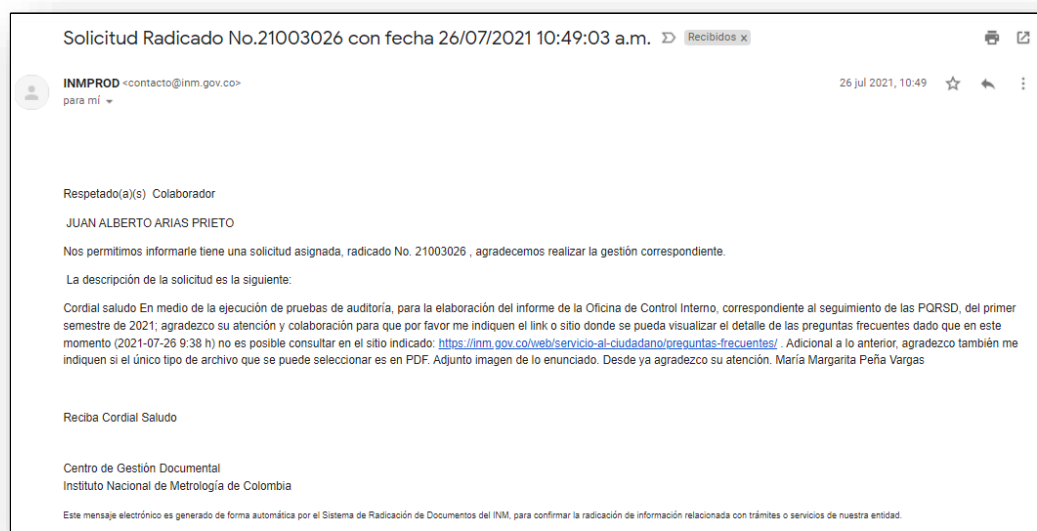 Solicitud Radicado No.21003026 con fecha 26/07/2021 10:49:03 a.m. Recibidos x
INMPROD <contacto@inm.gov.co> 26 jul 2021, 10:49
para mí
Respetado(a)(s) Colaborador
JUAN ALBERTO ARIAS PRIETO
Nos permitimos informarle tiene una solicitud asignada, radicado No. 21003026 , agradecemos realizar la gestión correspondiente.
La descripción de la solicitud es la siguiente:
Cordial saludo En medio de la ejecución de pruebas de auditoría, para la elaboración del informe de la Oficina de Control Interno, correspondiente al seguimiento de las PQRSD, del primer
semestre de 2021; agradezco su atención y colaboración para que por favor me indiquen el link o sitio donde se pueda visualizar el detalle de las preguntas frecuentes dado que en este
momento (2021-07-26 9:38 h) no es posible consultar en el sitio indicado: https://inm.gov.co/web/servicio-al-ciudadano/preguntas-frecuentes/ . Adicional a lo anterior, agradezco también me
indiquen si el único tipo de archivo que se puede seleccionar es en PDF. Adjunto imagen de lo enunciado. Desde ya agradezco su atención. María Margarita Peña Vargas
Reciba Cordial Saludo
Centro de Gestión Documental
Instituto Nacional de Metrología de Colombia
Este mensaje electrónico es generado de forma automática por el Sistema de Radicación de Documentos del INM, para confirmar la radicación de información relacionada con trámites o servicios de nuestra entidad.